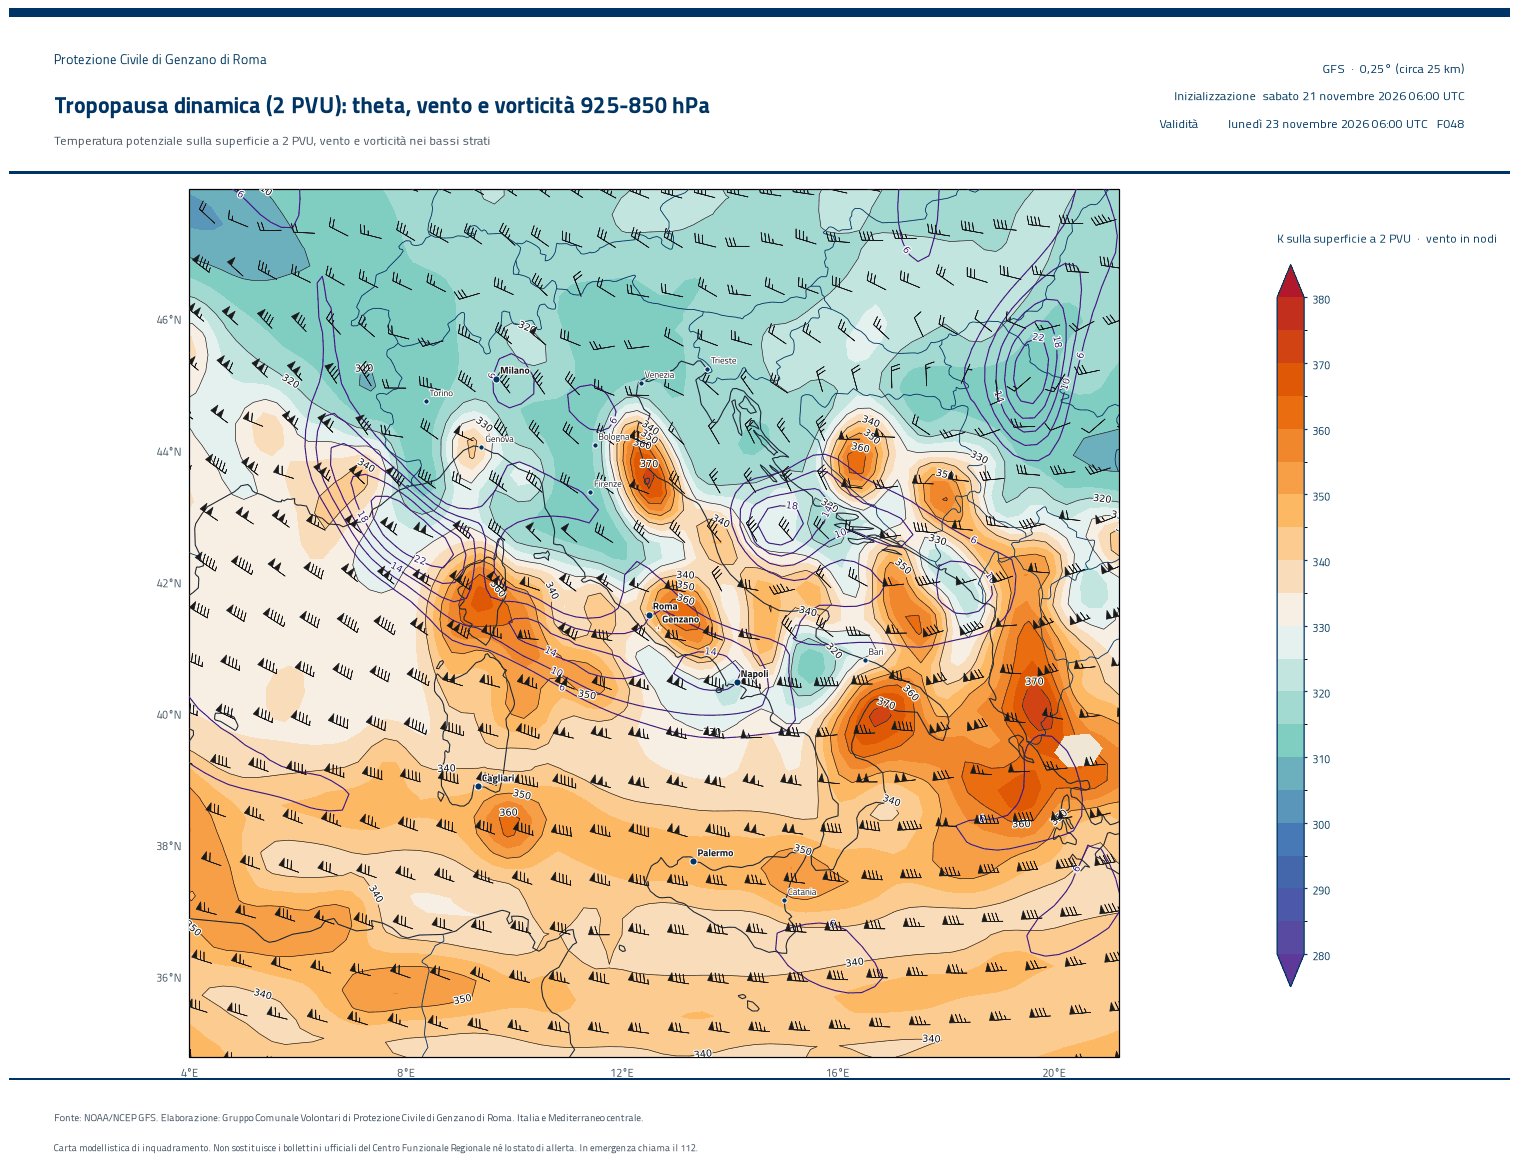 Protezione Civile di Genzano di Roma
Tropopausa dinamica (2 PVU): theta, vento e vorticità 925-850 hPa
Temperatura potenziale sulla superficie a 2 PVU, vento e vorticità nei bassi strati
GFS · 0,25° (circa 25 km)
Inizializzazione sabato 21 novembre 2026 06:00 UTC
Validità lunedì 23 novembre 2026 06:00 UTC F048
K sulla superficie a 2 PVU · vento in nodi
380
370
360
350
340
330
320
310
300
290
280
46°N
44°N
42°N
40°N
38°N
36°N
4°E
8°E
12°E
16°E
20°E
Trieste
Venezia
Milano
Torino
Genova
Bologna
Firenze
Roma
Genzano
Napoli
Bari
Cagliari
Palermo
Catania
Fonte: NOAA/NCEP GFS. Elaborazione: Gruppo Comunale Volontari di Protezione Civile di Genzano di Roma. Italia e Mediterraneo centrale.
Carta modellistica di inquadramento. Non sostituisce i bollettini ufficiali del Centro Funzionale Regionale né lo stato di allerta. In emergenza chiama il 112.